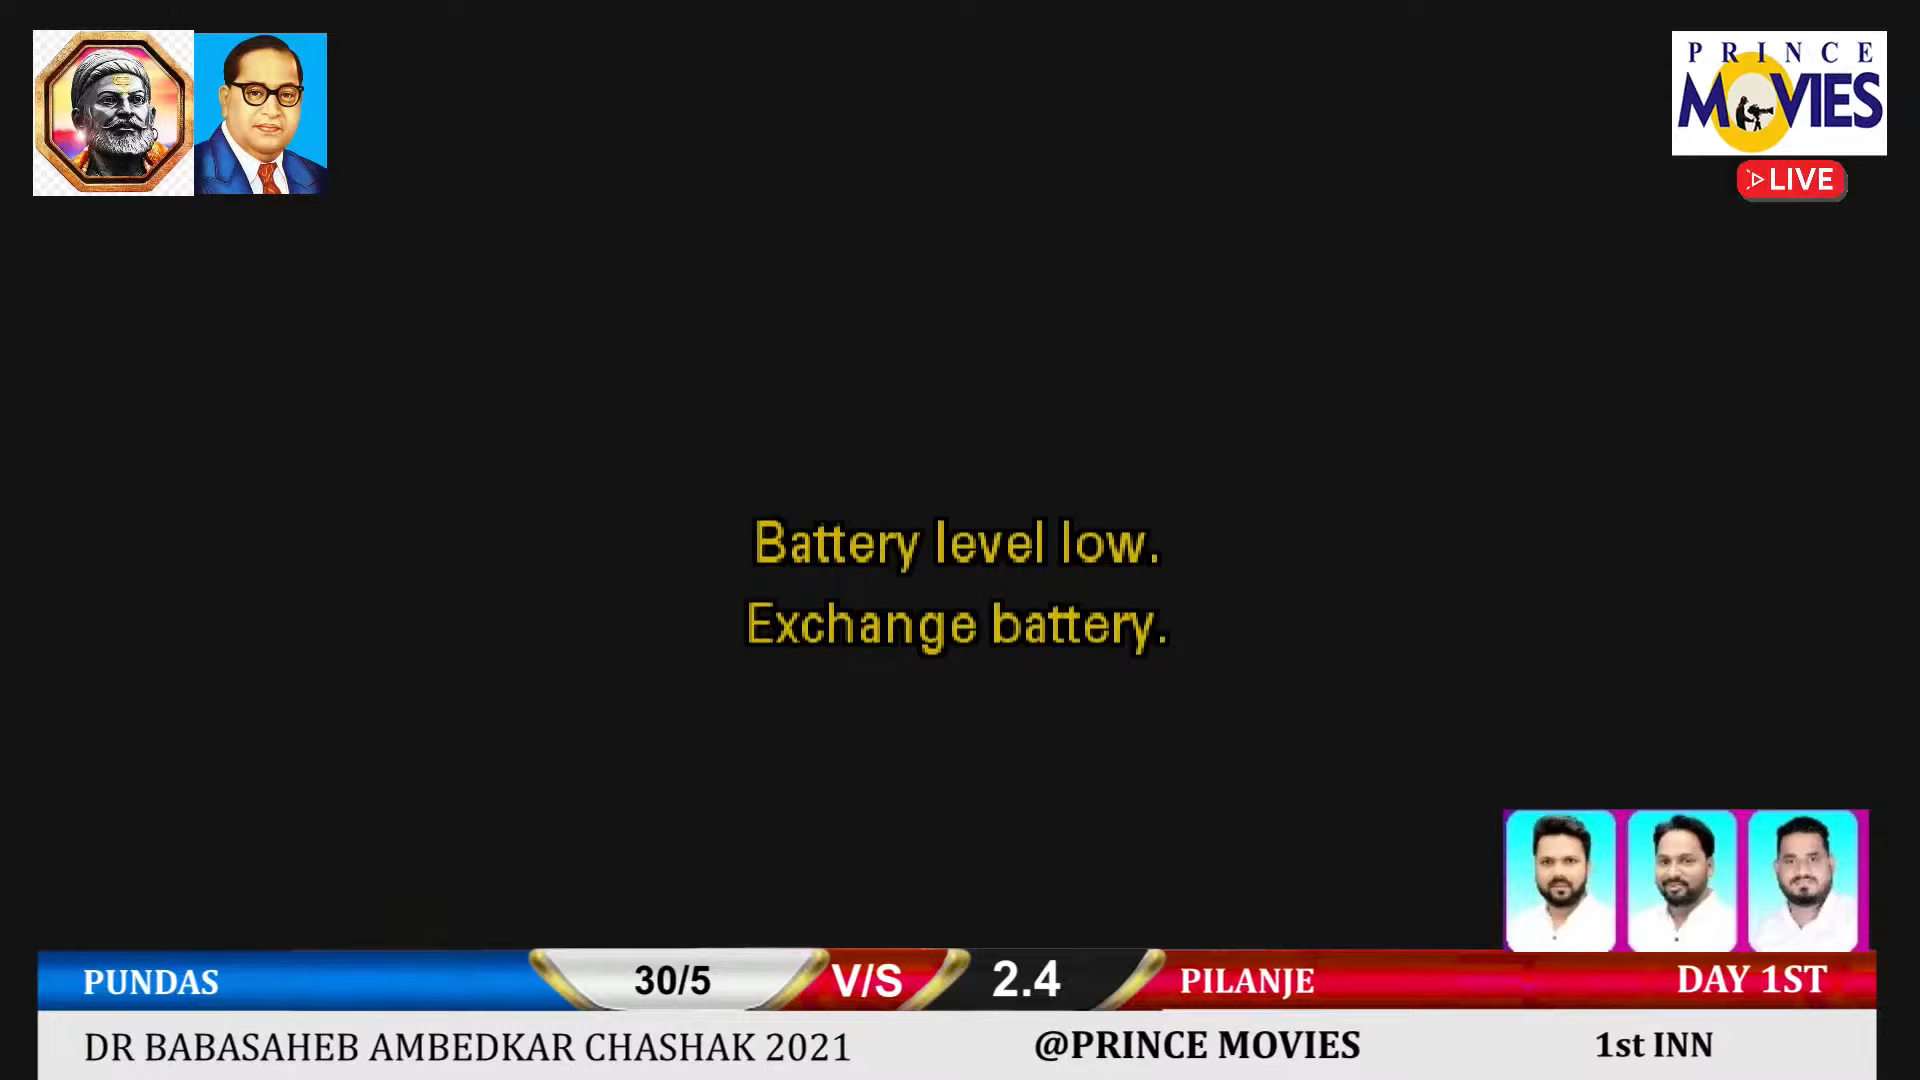 PRINCE
MOVIES
LIVE
Battery level low.
Exchange battery.
PUNDAS 30/5 V/S 2.4 PILANJE DAY 1ST
DR BABASAHEB AMBEDKAR CHASHAK 2021 @PRINCE MOVIES 1st INN